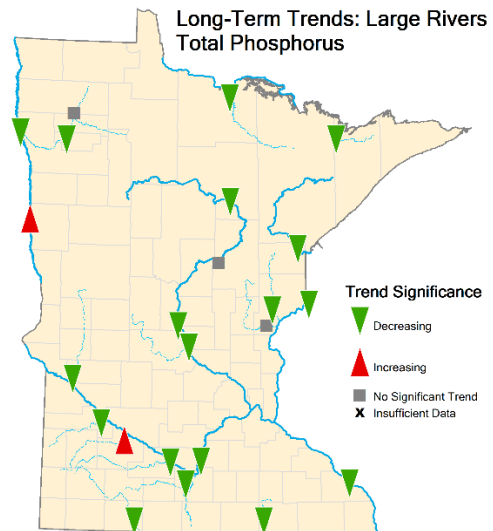 Long-Term Trends: Large Rivers
Total Phosphorus
Trend Significance
Decreasing
Increasing
No Significant Trend
X Insufficient Data